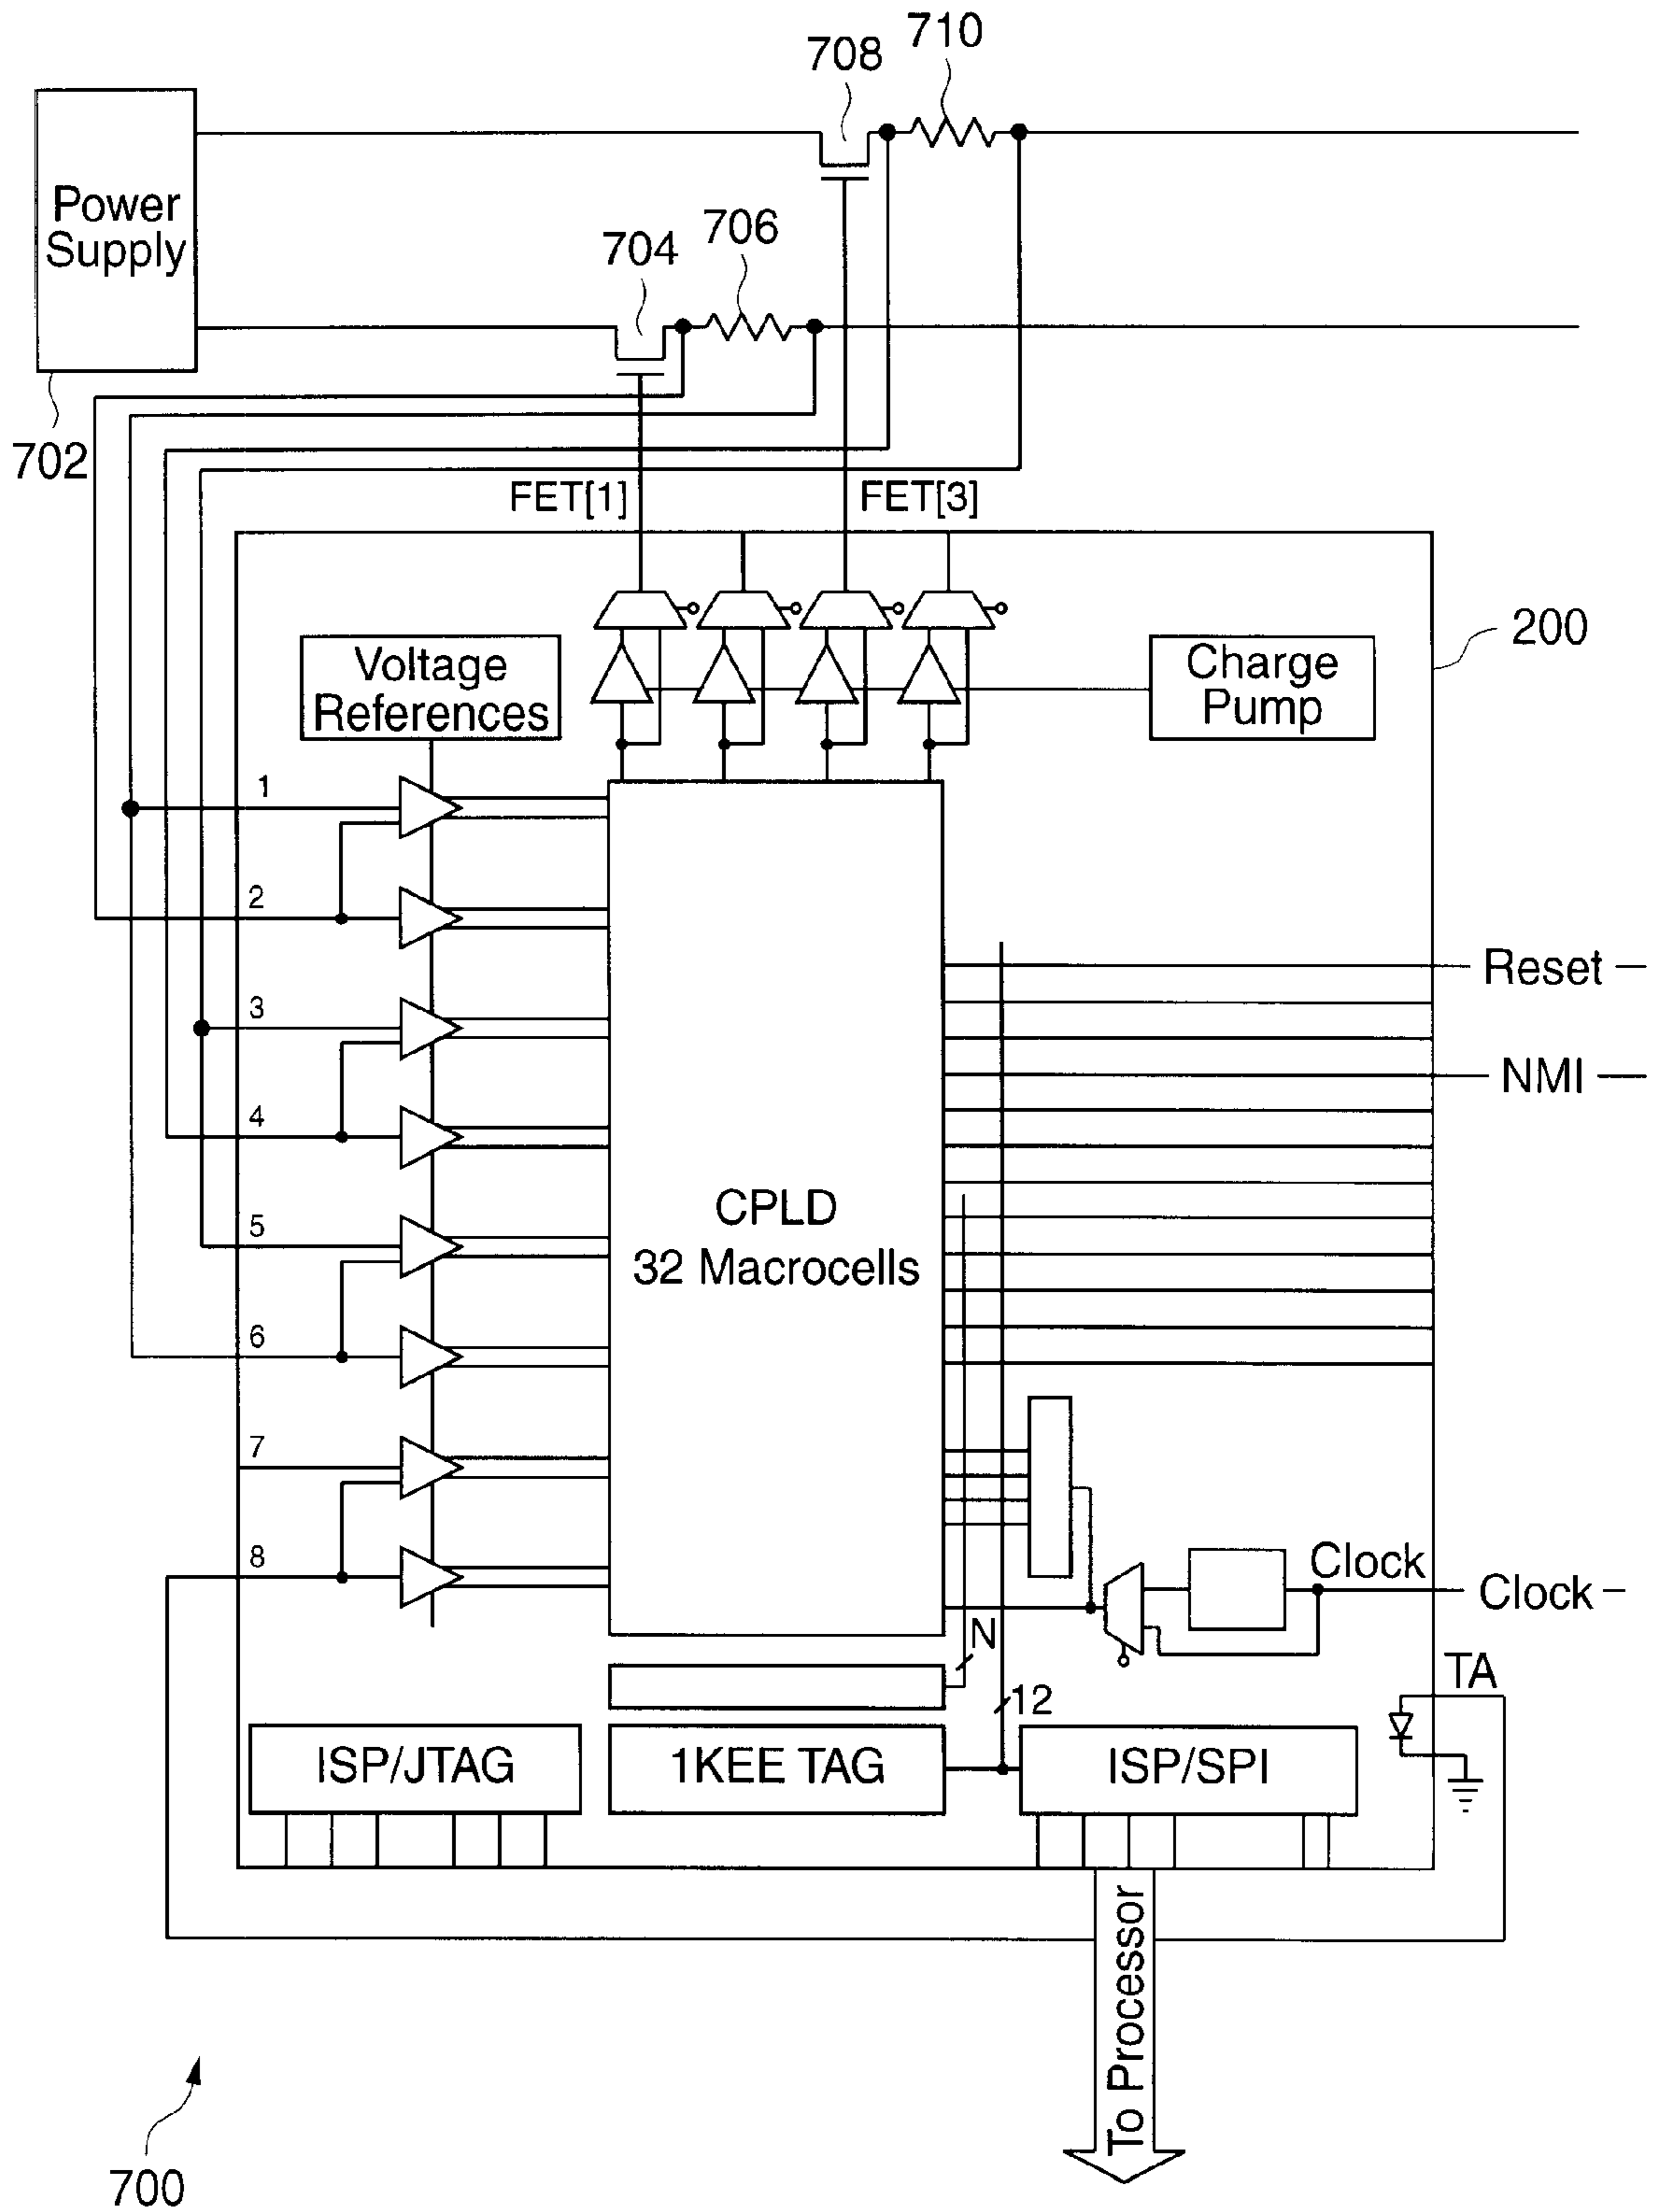 710
708
Power
Supply
706
704
702
FET[1]
FET[3]
200
Voltage
References
Charge
Pump
1
2
3
4
5
6
7
8
Reset
NMI
CPLD
32 Macrocells
Clock
Clock
N
TA
12
ISP/JTAG
1KEE TAG
ISP/SPI
To Processor
700